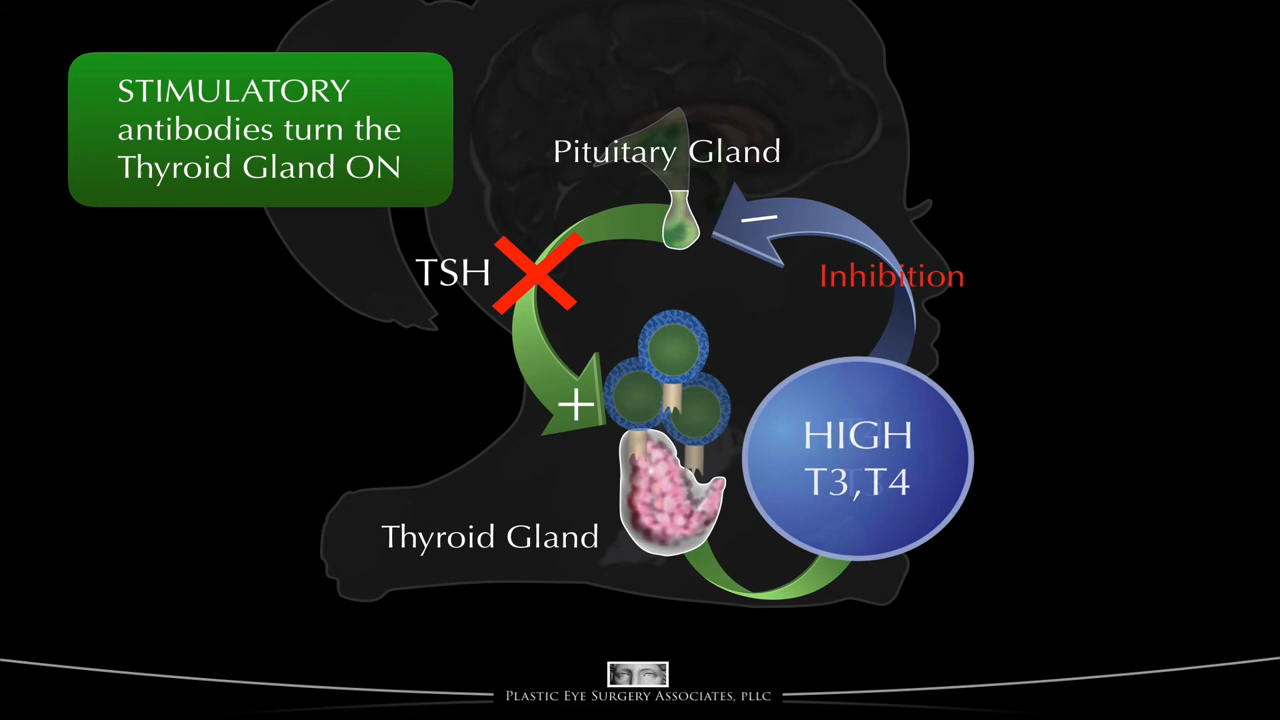 STIMULATORY
antibodies turn the
Thyroid Gland ON
Pituitary Gland
−
TSH
Inhibition
+
HIGH
T3,T4
Thyroid Gland
PLASTIC EYE SURGERY ASSOCIATES, PLLC